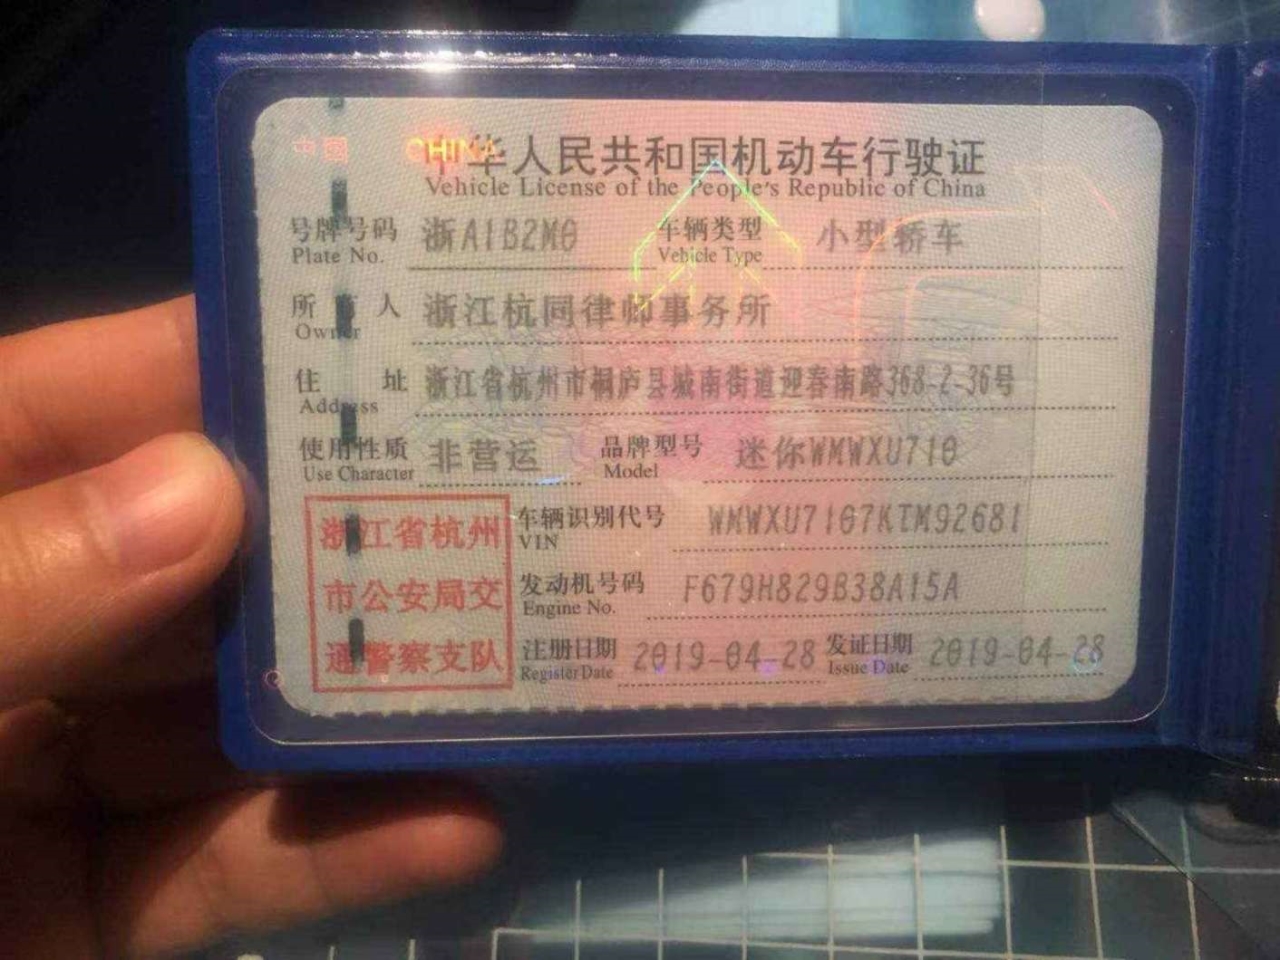 中国 CHINA
中华人民共和国机动车行驶证
Vehicle License of the People's Republic of China
号牌号码 浙A1B2M0 车辆类型 小型轿车
Plate No. Vehicle Type
所有人 浙江杭同律师事务所
Owner
住址 浙江省杭州市桐庐县城南街道迎春南路368-2-36号
Address
使用性质 非营运 品牌型号 迷你WMWXU710
Use Character Model
浙江省杭州 车辆识别代号 WMWXU7107KTM92681
VIN
市公安局交 发动机号码 F679H829B38A15A
Engine No.
通警察支队 注册日期 2019-04-28 发证日期 2019-04-28
Register Date Issue Date